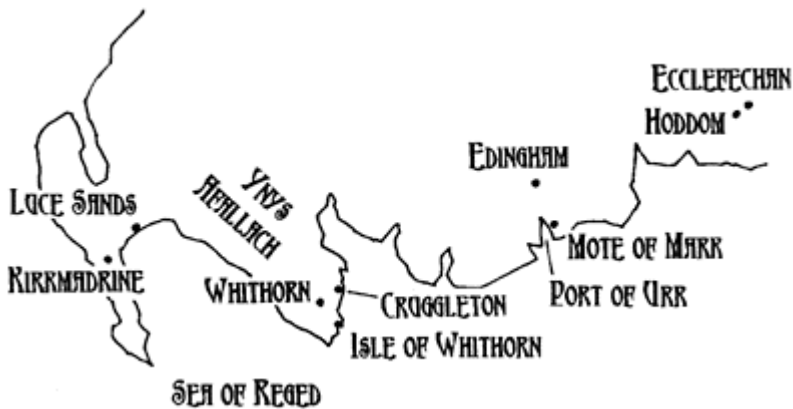 Ecclefechan
Hoddom
Edingham
Ynys
Afallach
Luce Sands
Mote of Mark
Kirkmadrine
Whithorn
Cruggleton
Port of Urr
Isle of Whithorn
Sea of Reged